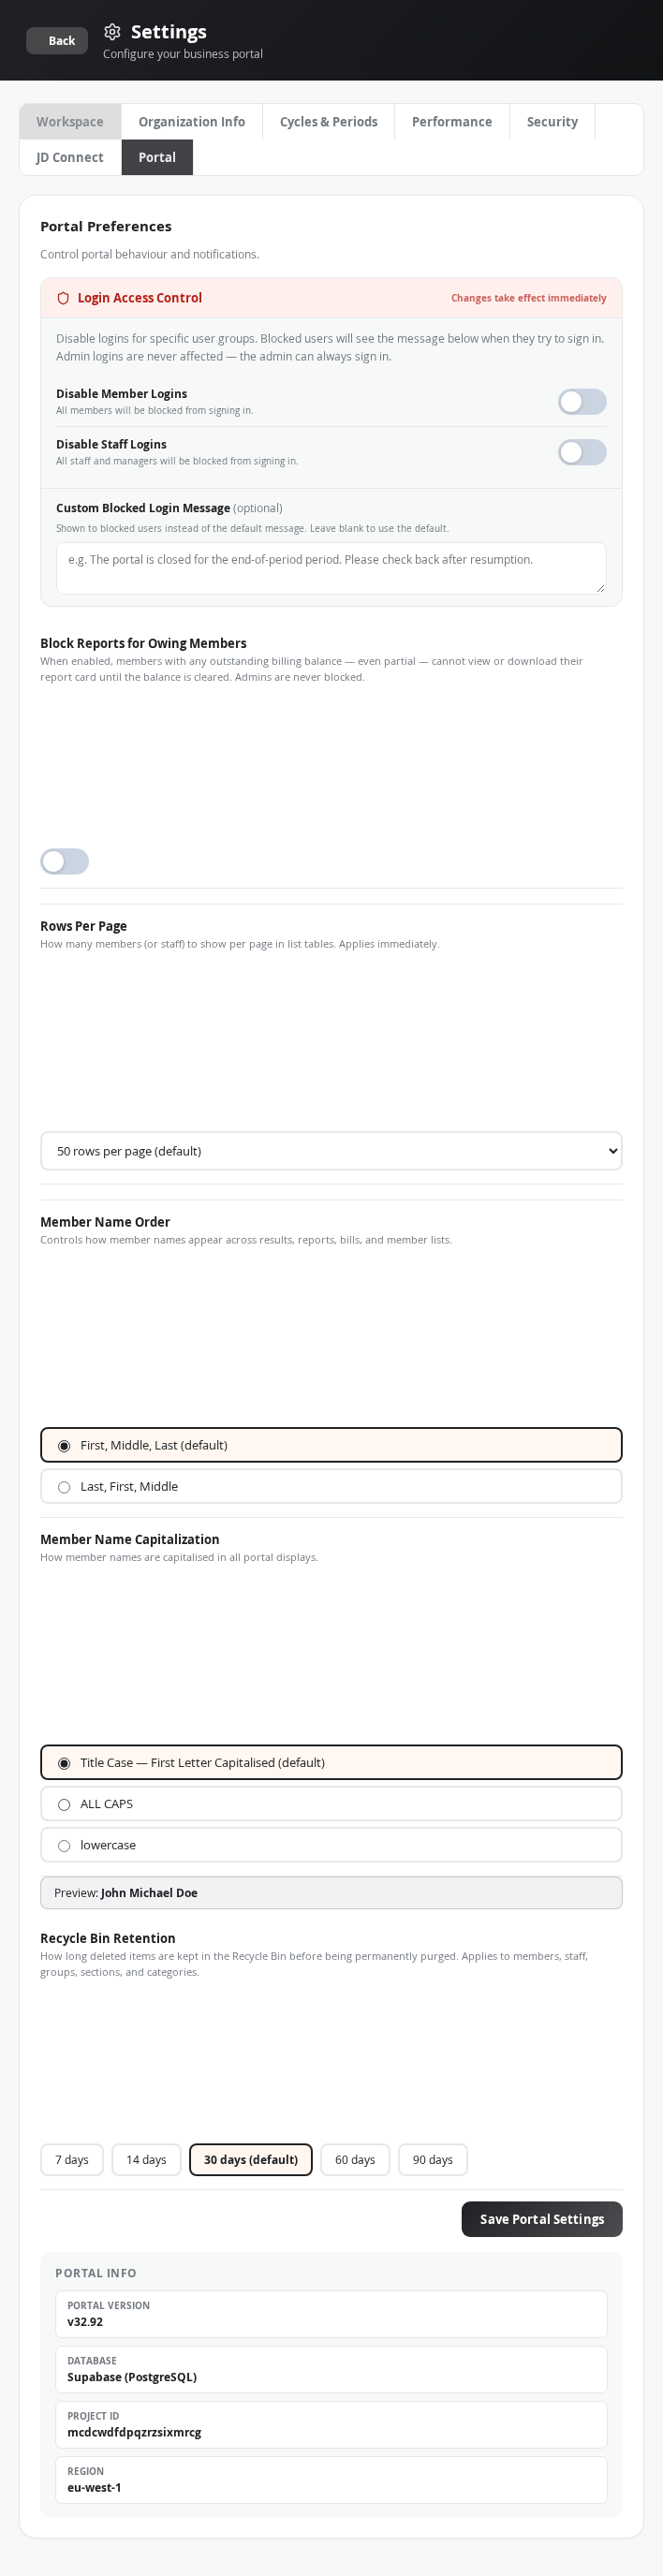 Back
Settings
Configure your business portal
Workspace
Organization Info
Cycles & Periods
Performance
Security
JD Connect
Portal
Portal Preferences
Control portal behaviour and notifications.
Login Access Control
Changes take effect immediately
Disable logins for specific user groups. Blocked users will see the message below when they try to sign in.
Admin logins are never affected — the admin can always sign in.
Disable Member Logins
All members will be blocked from signing in.
Disable Staff Logins
All staff and managers will be blocked from signing in.
Custom Blocked Login Message (optional)
Shown to blocked users instead of the default message. Leave blank to use the default.
e.g. The portal is closed for the end-of-period period. Please check back after resumption.
Block Reports for Owing Members
When enabled, members with any outstanding billing balance — even partial — cannot view or download their
report card until the balance is cleared. Admins are never blocked.
Rows Per Page
How many members (or staff) to show per page in list tables. Applies immediately.
50 rows per page (default)
Member Name Order
Controls how member names appear across results, reports, bills, and member lists.
First, Middle, Last (default)
Last, First, Middle
Member Name Capitalization
How member names are capitalised in all portal displays.
Title Case — First Letter Capitalised (default)
ALL CAPS
lowercase
Preview: John Michael Doe
Recycle Bin Retention
How long deleted items are kept in the Recycle Bin before being permanently purged. Applies to members, staff,
groups, sections, and categories.
7 days
14 days
30 days (default)
60 days
90 days
Save Portal Settings
PORTAL INFO
PORTAL VERSION
v32.92
DATABASE
Supabase (PostgreSQL)
PROJECT ID
mcdcwdfdpqzrzsixmrcg
REGION
eu-west-1